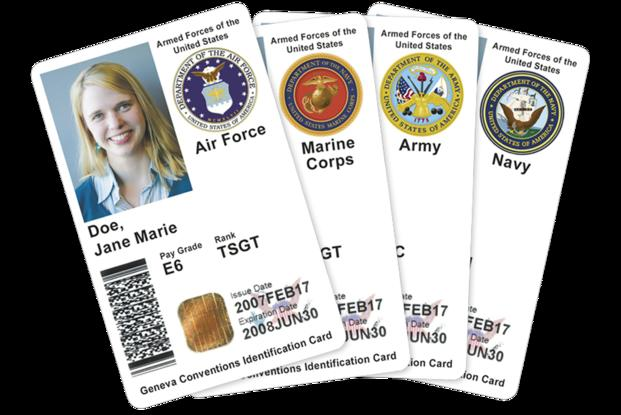 Armed Forces of the
United States
DEPARTMENT OF THE AIR FORCE
UNITED STATES OF AMERICA
Air Force
Doe,
Jane Marie
Pay Grade
E6
Rank
TSGT
Issue Date
2007FEB17
Expiration Date
2008JUN30
Geneva Conventions Identification Card
Armed Forces of the
United States
DEPARTMENT OF THE NAVY
UNITED STATES MARINE CORPS
Marine
Corps
GT
FEB17
JUN30
Conventions Identification Card
Armed Forces of the
United States
DEPARTMENT OF THE ARMY
UNITED STATES OF AMERICA
Army
C
FEB17
JUN30
Conventions Identification Card
Armed Forces of the
United States
DEPARTMENT OF THE NAVY
UNITED STATES OF AMERICA
Navy
FEB17
JUN30
Identification Card